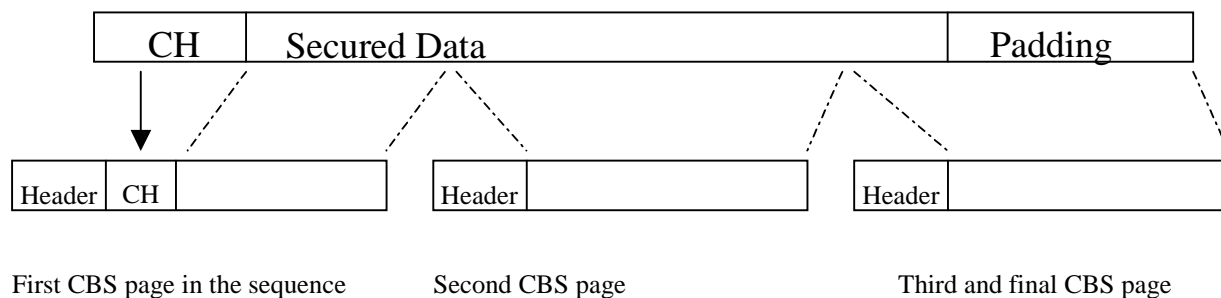 CH Secured Data Padding
Header CH Header Header
First CBS page in the sequence Second CBS page Third and final CBS page